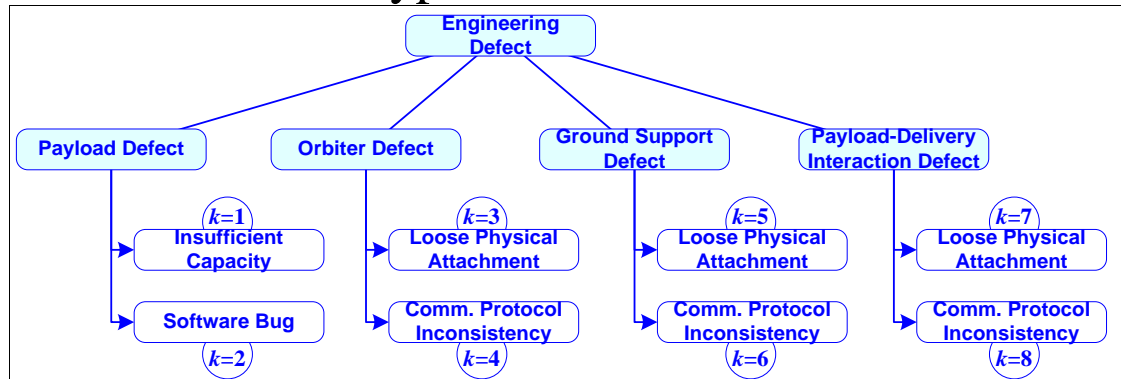 Engineering
Defect
Payload Defect
Orbiter Defect
Ground Support
Defect
Payload-Delivery
Interaction Defect
k=1
Insufficient
Capacity
k=3
Loose Physical
Attachment
k=5
Loose Physical
Attachment
k=7
Loose Physical
Attachment
Software Bug
k=2
Comm. Protocol
Inconsistency
k=4
Comm. Protocol
Inconsistency
k=6
Comm. Protocol
Inconsistency
k=8